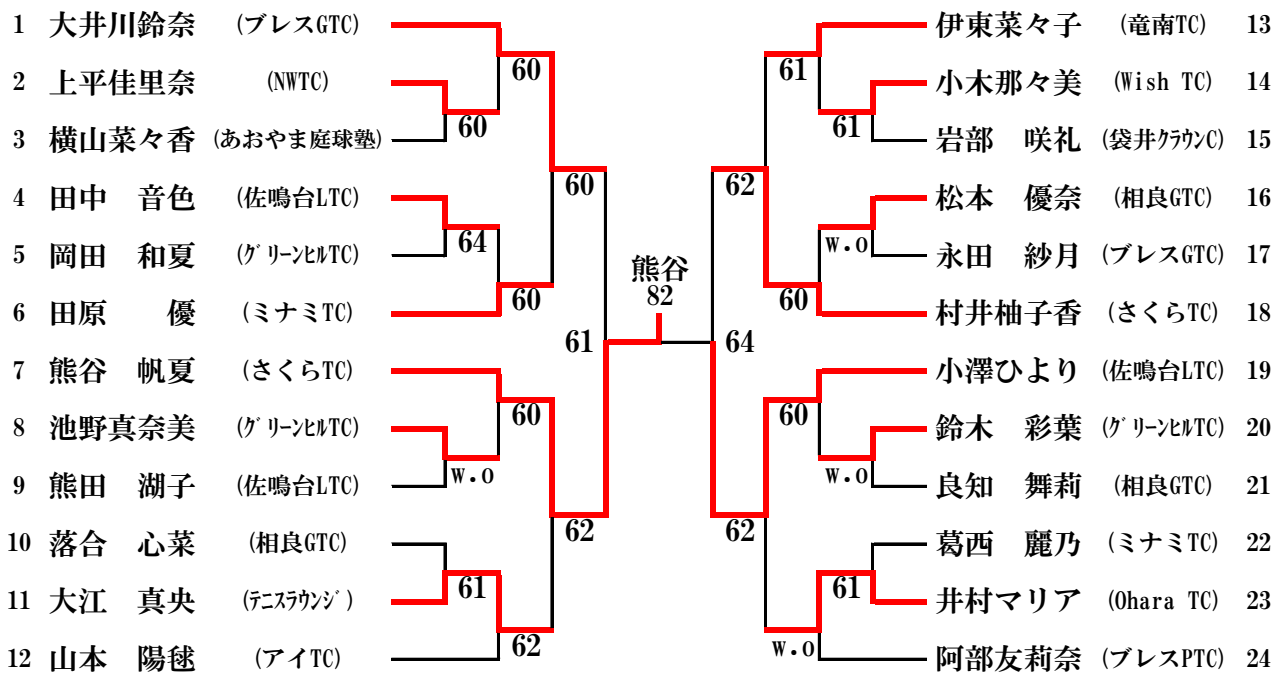 1 大井川鈴奈 (ブレスGTC)
2 上平佳里奈 (NWTC)
3 横山菜々香 (あおやま庭球塾)
4 田中 音色 (佐鳴台LTC)
5 岡田 和夏 (グリーンヒルTC)
6 田原 優 (ミナミTC)
7 熊谷 帆夏 (さくらTC)
8 池野真奈美 (グリーンヒルTC)
9 熊田 湖子 (佐鳴台LTC)
10 落合 心菜 (相良GTC)
11 大江 真央 (テニスラウンジ)
12 山本 陽毬 (アイTC)
60
60
64
60
60
60
w.o
61
62
62
61
熊谷
82
64
62
62
61
61
w.o
60
60
w.o
61
w.o
伊東菜々子 (竜南TC) 13
小木那々美 (Wish TC) 14
岩部 咲礼 (袋井クラウンC) 15
松本 優奈 (相良GTC) 16
永田 紗月 (ブレスGTC) 17
村井柚子香 (さくらTC) 18
小澤ひより (佐鳴台LTC) 19
鈴木 彩葉 (グリーンヒルTC) 20
良知 舞莉 (相良GTC) 21
葛西 麗乃 (ミナミTC) 22
井村マリア (Ohara TC) 23
阿部友莉奈 (ブレスPTC) 24